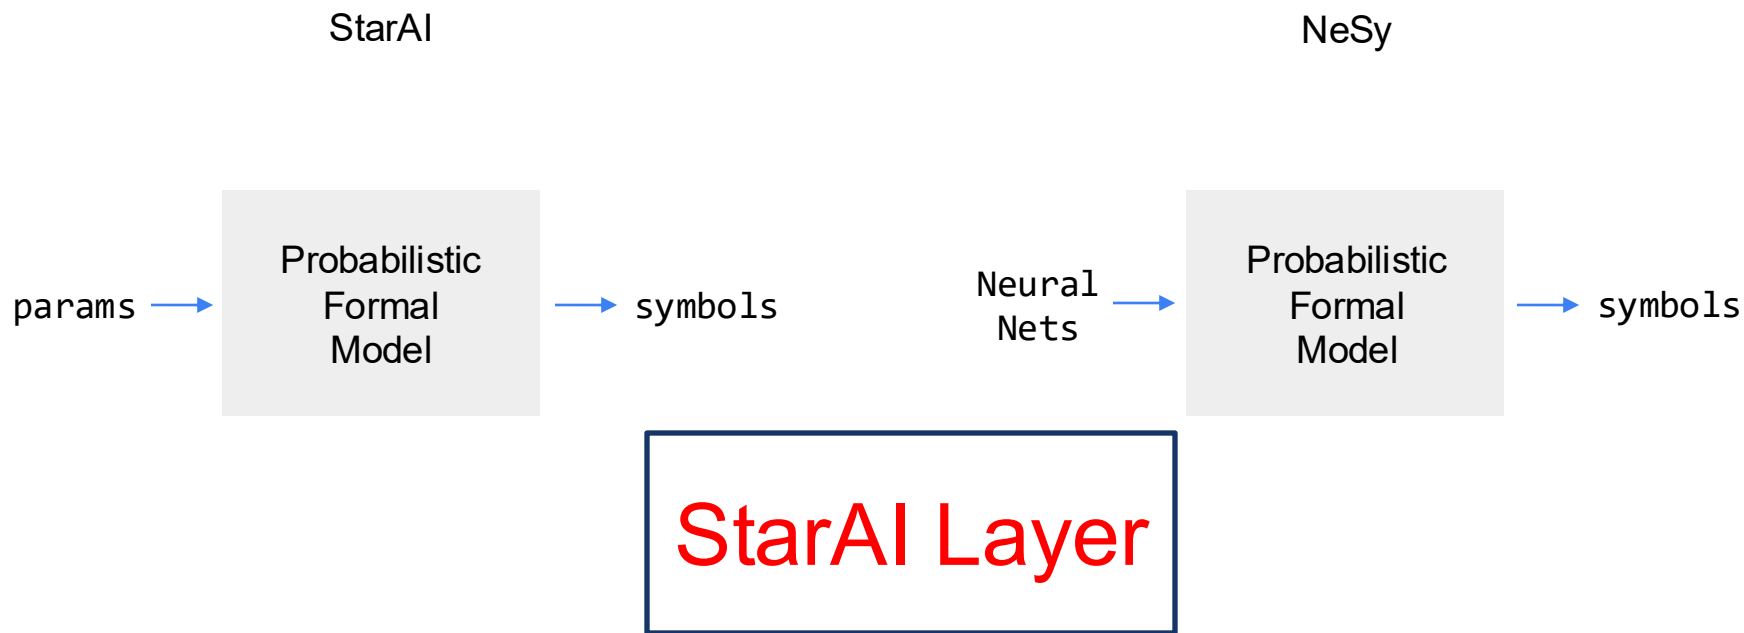 StarAI
NeSy
params
Probabilistic
Formal
Model
symbols
Neural
Nets
Probabilistic
Formal
Model
symbols
StarAI Layer